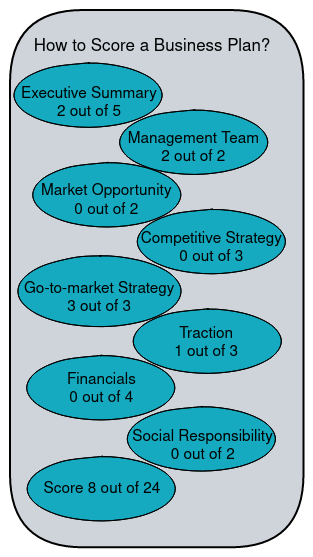 How to Score a Business Plan?
Executive Summary
2 out of 5
Management Team
2 out of 2
Market Opportunity
0 out of 2
Competitive Strategy
0 out of 3
Go-to-market Strategy
3 out of 3
Traction
1 out of 3
Financials
0 out of 4
Social Responsibility
0 out of 2
Score 8 out of 24